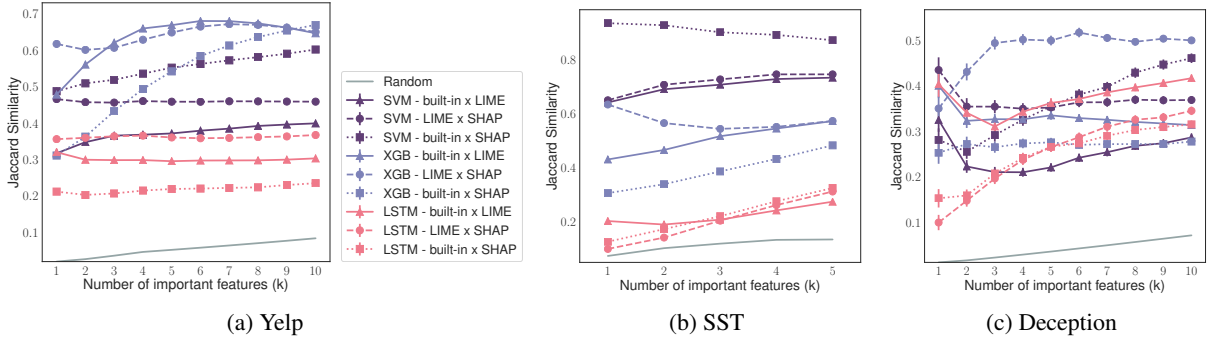 0.7
0.6
0.5
0.4
0.3
0.2
0.1
Jaccard Similarity
1 2 3 4 5 6 7 8 9 10
Number of important features (k)
(a) Yelp
Random
SVM - built-in x LIME
SVM - LIME x SHAP
SVM - built-in x SHAP
XGB - built-in x LIME
XGB - LIME x SHAP
XGB - built-in x SHAP
LSTM - built-in x LIME
LSTM - LIME x SHAP
LSTM - built-in x SHAP
0.8
0.6
0.4
0.2
Jaccard Similarity
1 2 3 4 5
Number of important features (k)
(b) SST
0.5
0.4
0.3
0.2
0.1
Jaccard Similarity
1 2 3 4 5 6 7 8 9 10
Number of important features (k)
(c) Deception